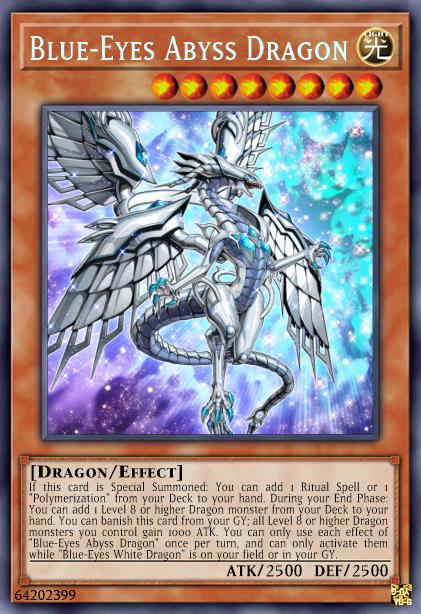 Blue-Eyes Abyss Dragon
LIGHT
光
[Dragon/Effect]
If this card is Special Summoned: You can add 1 Ritual Spell or 1
"Polymerization" from your Deck to your hand. During your End Phase:
You can add 1 Level 8 or higher Dragon monster from your Deck to your
hand. You can banish this card from your GY; all Level 8 or higher Dragon
monsters you control gain 1000 ATK. You can only use each effect of
"Blue-Eyes Abyss Dragon" once per turn, and can only activate them
while "Blue-Eyes White Dragon" is on your field or in your GY.
ATK/2500 DEF/2500
64202399